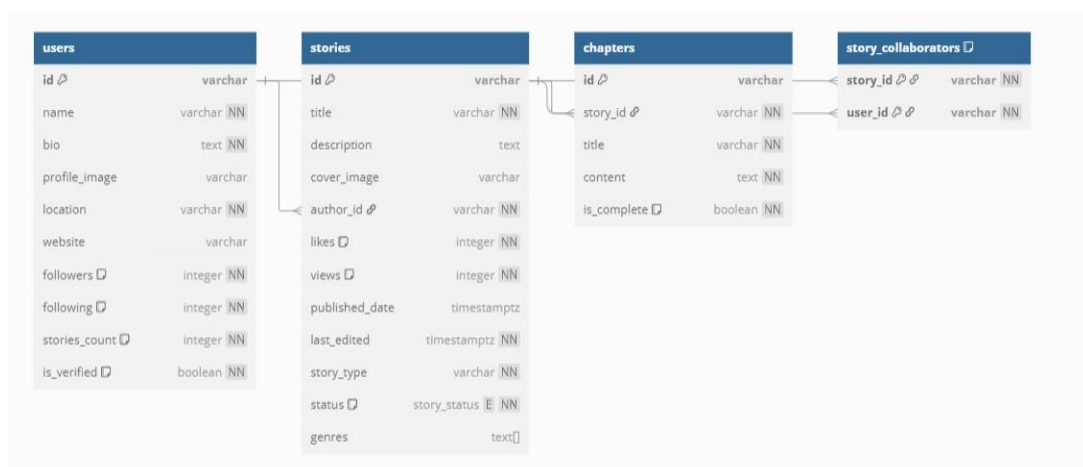 users
id varchar
name varchar NN
bio text NN
profile_image varchar
location varchar NN
website varchar
followers integer NN
following integer NN
stories_count integer NN
is_verified boolean NN
stories
id varchar
title varchar NN
description text
cover_image varchar
author_id varchar NN
likes integer NN
views integer NN
published_date timestamptz
last_edited timestamptz NN
story_type varchar NN
status story_status E NN
genres text[]
chapters
id varchar
story_id varchar NN
title varchar NN
content text NN
is_complete boolean NN
story_collaborators
story_id varchar NN
user_id varchar NN